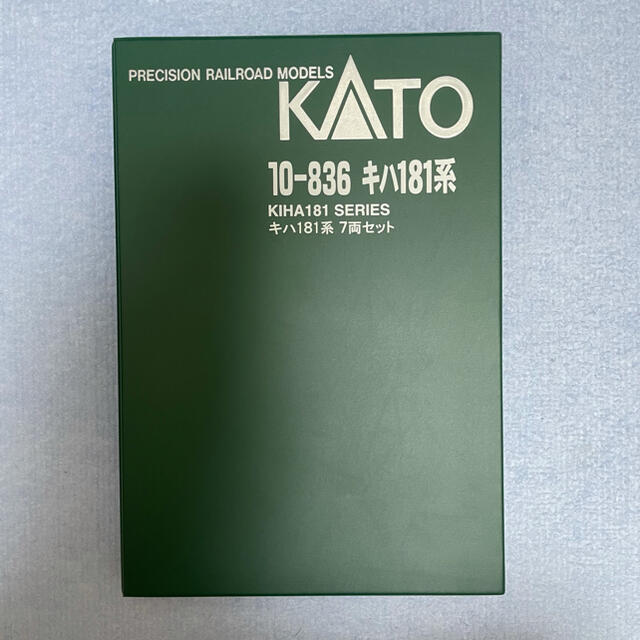 PRECISION RAILROAD MODELS
KATO
10-836 キハ181系
KIHA181 SERIES
キハ181系 7両セット